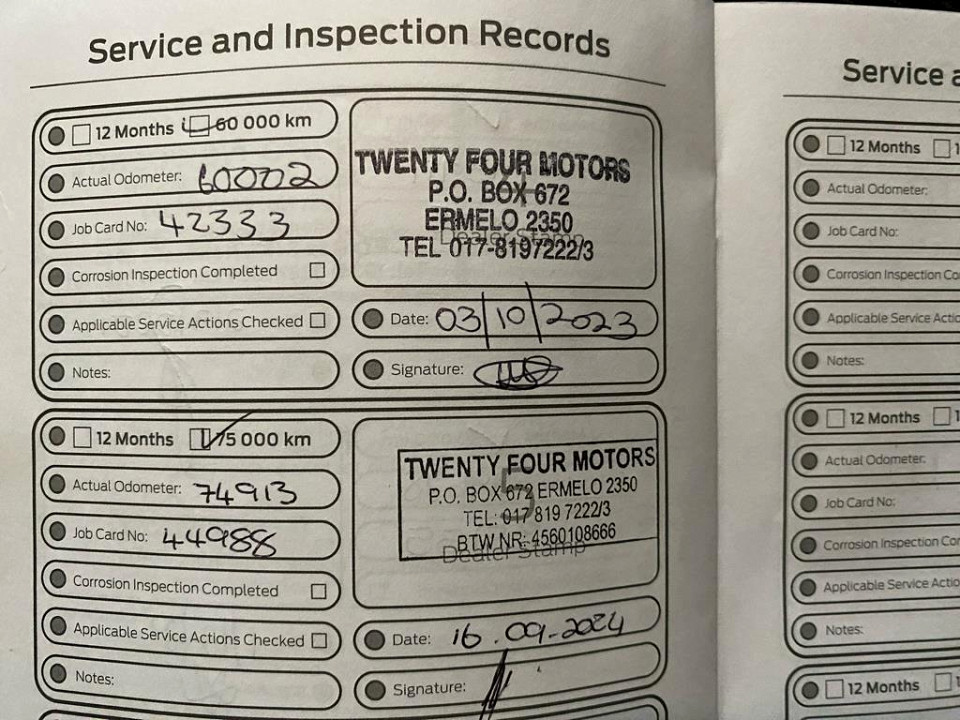 Service and Inspection Records
12 Months 60 000 km
Actual Odometer: 60002
Job Card No: 42333
Corrosion Inspection Completed
Applicable Service Actions Checked
Notes:
TWENTY FOUR MOTORS
P.O. BOX 672
ERMELO 2350
Dealer Stamp
TEL 017-8197222/3
Date: 03/10/2023
Signature:
12 Months 75 000 km
Actual Odometer: 74913
Job Card No: 44988
Corrosion Inspection Completed
Applicable Service Actions Checked
Notes:
TWENTY FOUR MOTORS
P.O. BOX 672 ERMELO 2350
TEL: 017 819 7222/3
BTW NR: 4560108666
Dealer Stamp
Date: 16.09-2024
Signature:
Service
12 Months
Actual Odometer:
Job Card No:
Corrosion Inspection
Applicable Service
Notes:
12 Months
Actual Odometer:
Job Card No:
Corrosion Inspection
Applicable Service
Notes:
12 Months